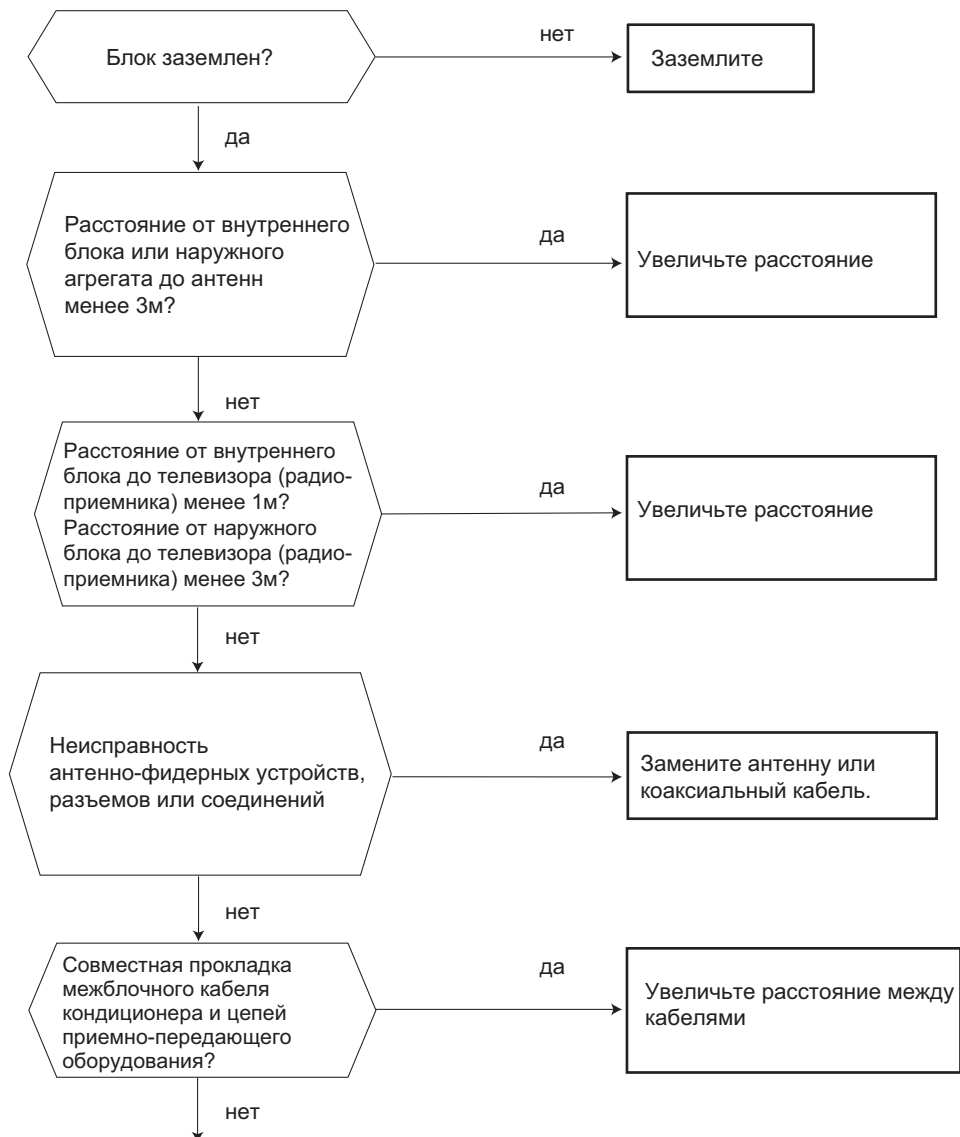 Блок заземлен?
нет
Заземлите
да
Расстояние от внутреннего
блока или наружного
агрегата до антенн
менее 3м?
да
Увеличьте расстояние
нет
Расстояние от внутреннего
блока до телевизора (радио-
приемника) менее 1м?
Расстояние от наружного
блока до телевизора (радио-
приемника) менее 3м?
да
Увеличьте расстояние
нет
Неисправность
антенно-фидерных устройств,
разъемов или соединений
да
Замените антенну или
коаксиальный кабель.
нет
Совместная прокладка
межблочного кабеля
кондиционера и цепей
приемно-передающего
оборудования?
да
Увеличьте расстояние между
кабелями
нет